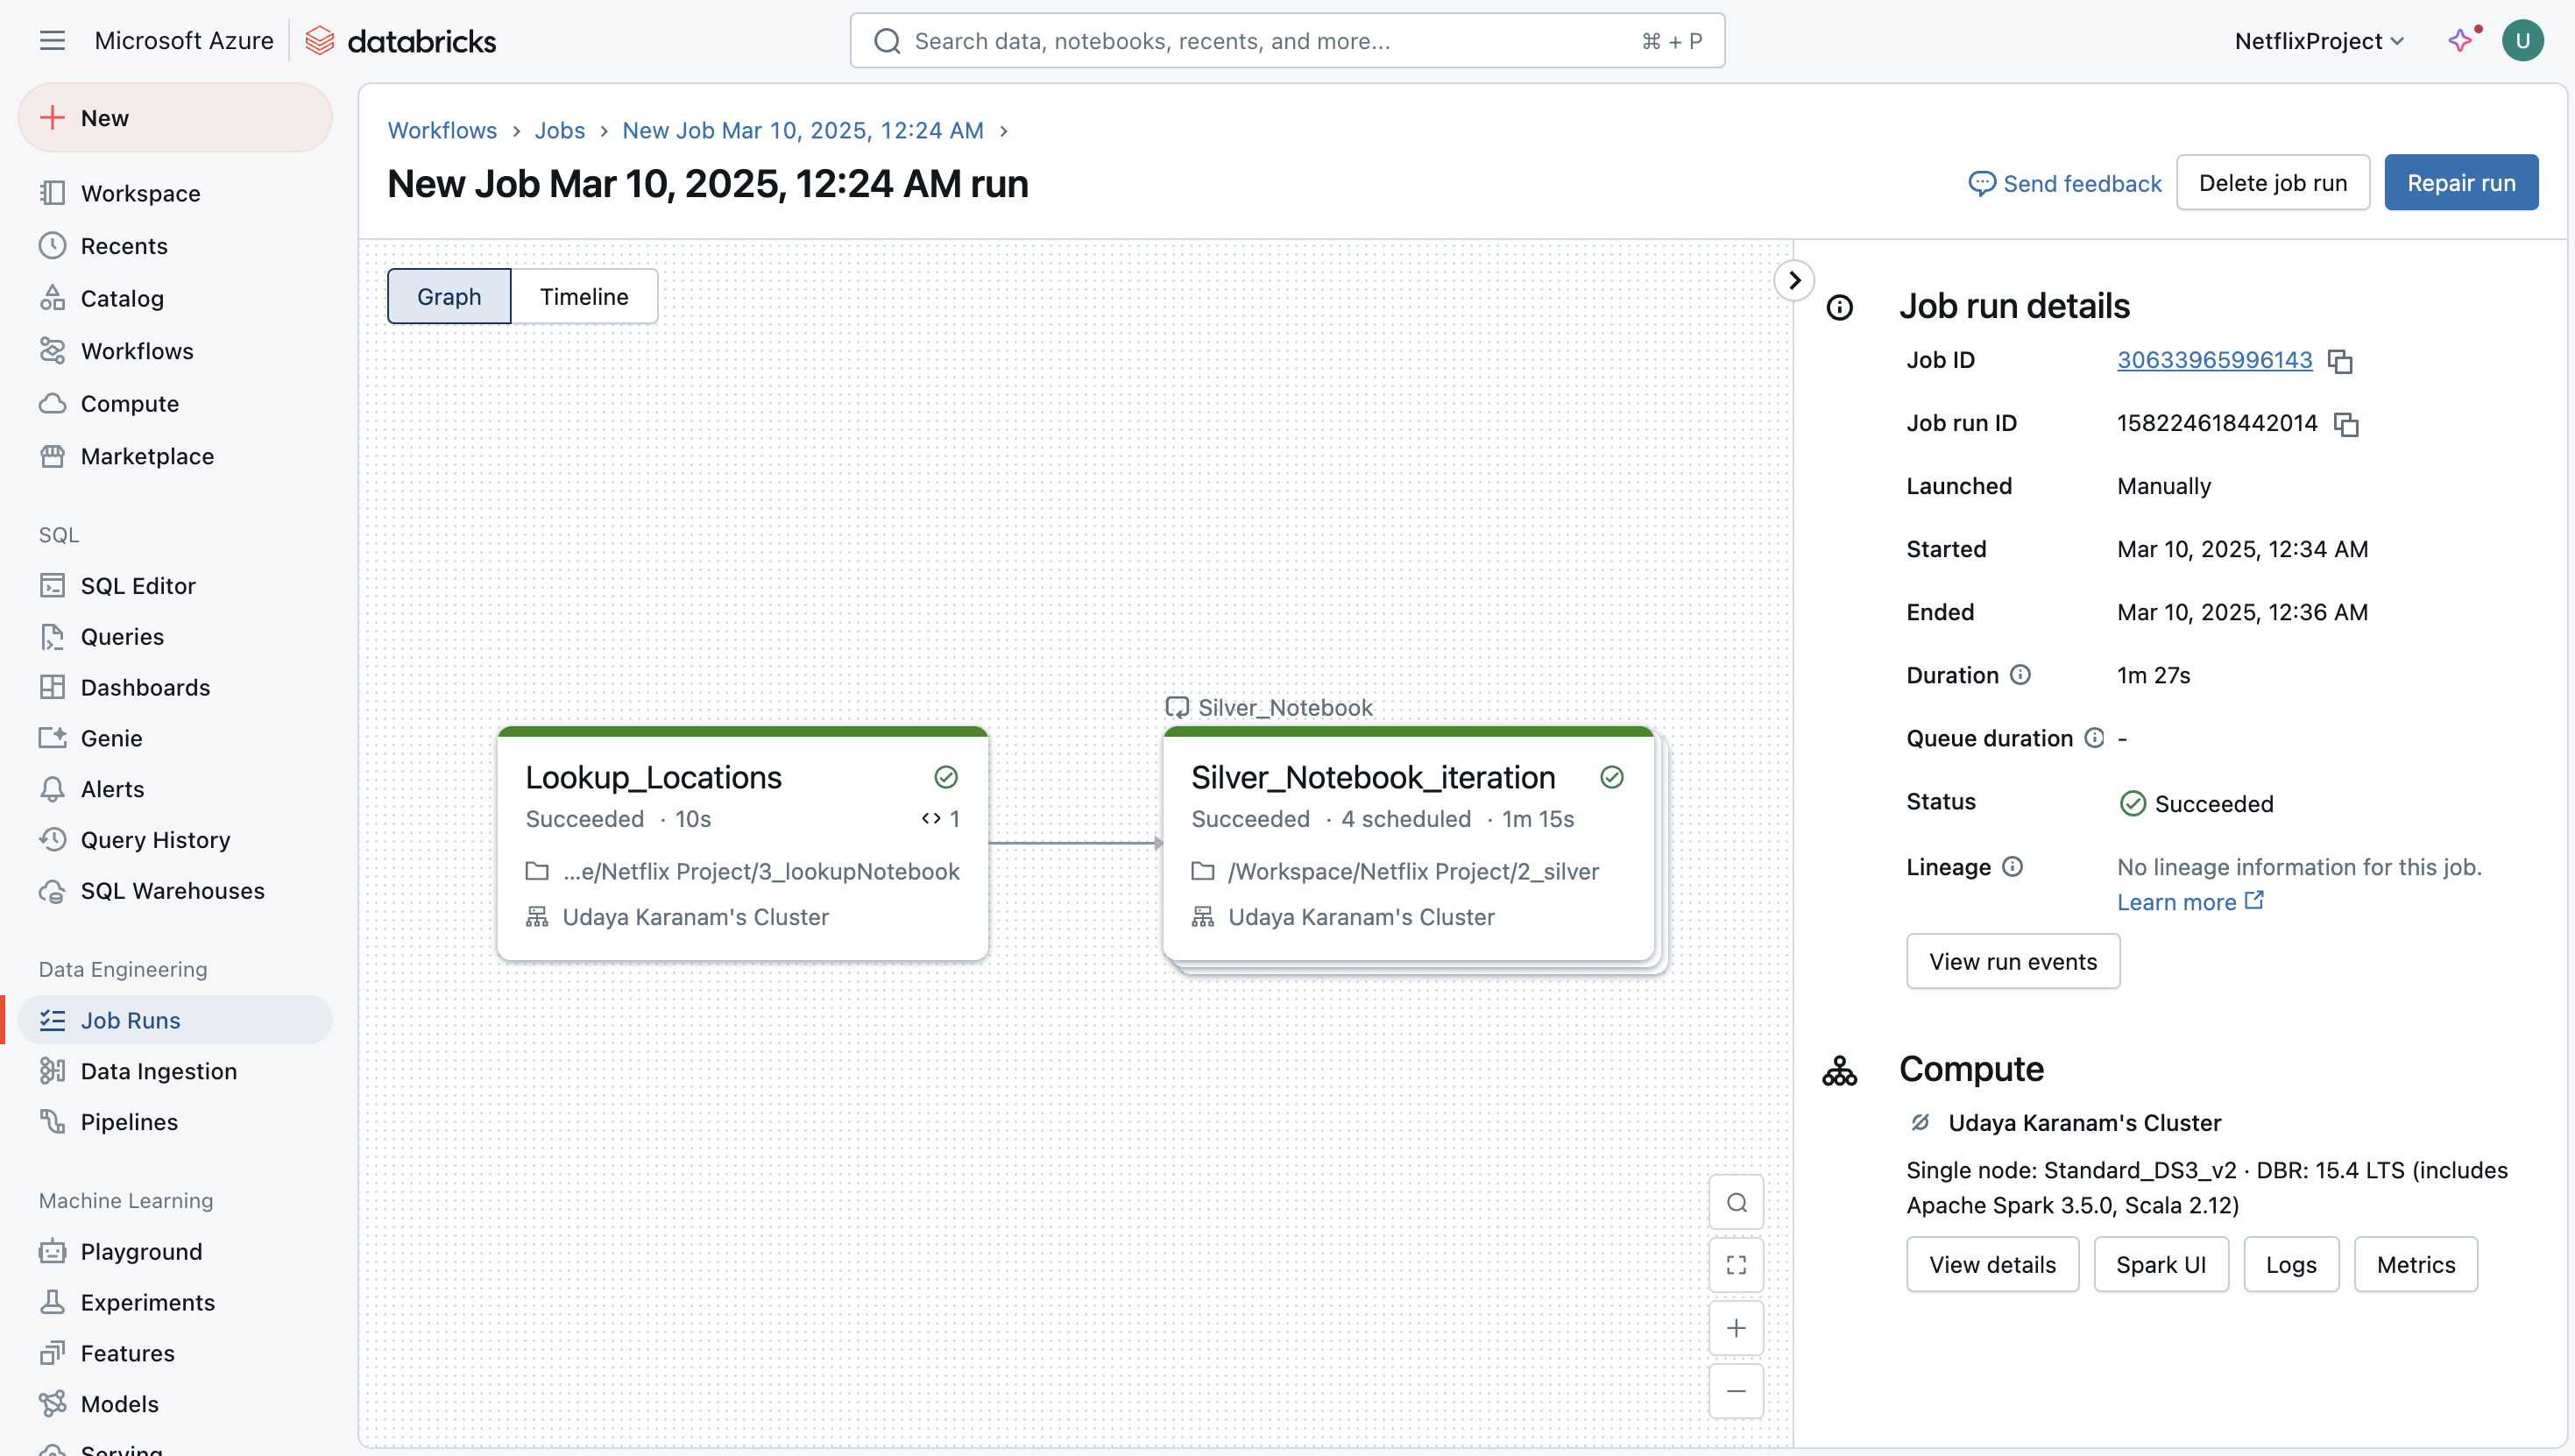 Microsoft Azure
databricks
Search data, notebooks, recents, and more...
⌘ + P
NetflixProject
U
New
Workspace
Recents
Catalog
Workflows
Compute
Marketplace
SQL
SQL Editor
Queries
Dashboards
Genie
Alerts
Query History
SQL Warehouses
Data Engineering
Job Runs
Data Ingestion
Pipelines
Machine Learning
Playground
Experiments
Features
Models
Serving
Workflows › Jobs › New Job Mar 10, 2025, 12:24 AM ›
New Job Mar 10, 2025, 12:24 AM run
Send feedback
Delete job run
Repair run
Graph
Timeline
Lookup_Locations
Succeeded · 10s
<> 1
...e/Netflix Project/3_lookupNotebook
Udaya Karanam's Cluster
Silver_Notebook
Silver_Notebook_iteration
Succeeded · 4 scheduled · 1m 15s
/Workspace/Netflix Project/2_silver
Udaya Karanam's Cluster
Job run details
Job ID 30633965996143
Job run ID 158224618442014
Launched Manually
Started Mar 10, 2025, 12:34 AM
Ended Mar 10, 2025, 12:36 AM
Duration 1m 27s
Queue duration -
Status Succeeded
Lineage No lineage information for this job.
Learn more
View run events
Compute
Udaya Karanam's Cluster
Single node: Standard_DS3_v2 · DBR: 15.4 LTS (includes
Apache Spark 3.5.0, Scala 2.12)
View details
Spark UI
Logs
Metrics